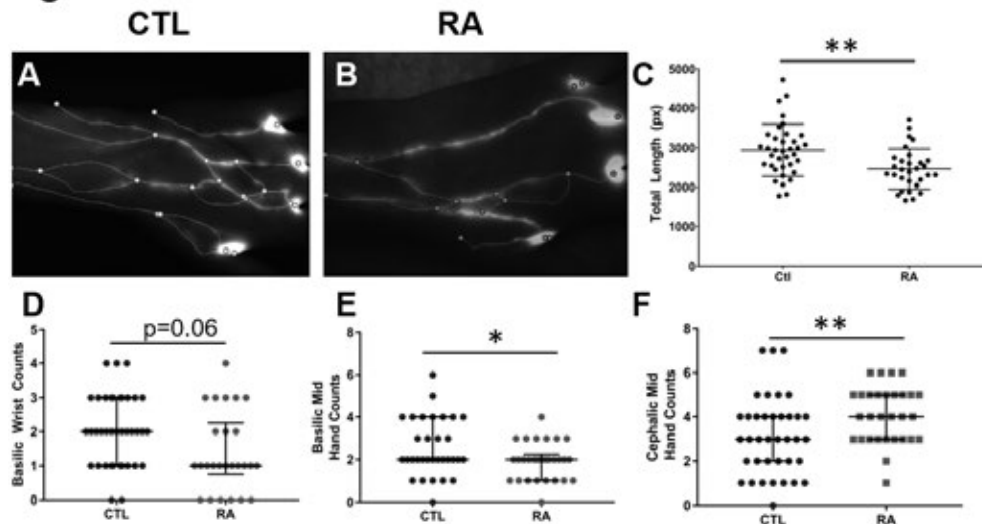 CTL
RA
A
B
C
**
Total Length (px)
5000
4000
3000
2000
1000
0
Ctl
RA
D
p=0.06
Basilic Wrist Counts
5
4
3
2
1
0
CTL
RA
E
*
Basilic Mid
Hand Counts
8
6
4
2
0
CTL
RA
F
**
Cephalic Mid
Hand Counts
8
6
4
2
0
CTL
RA